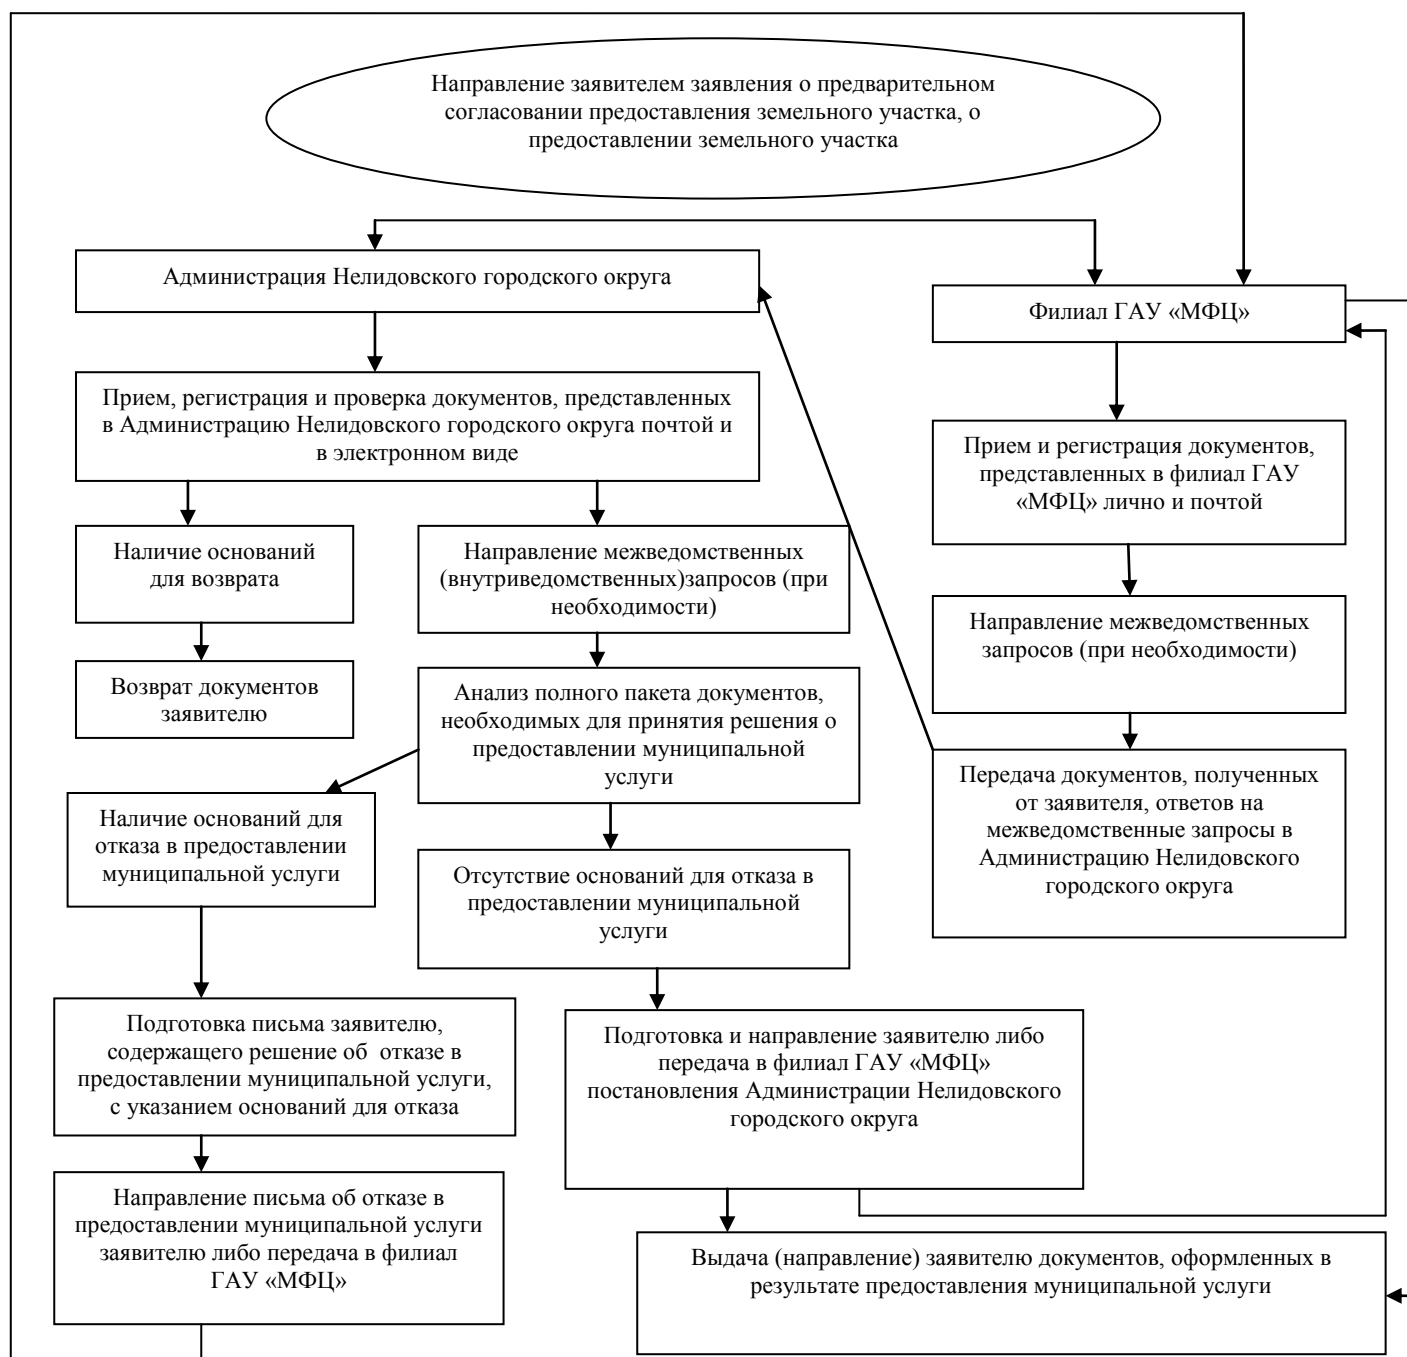 Направление заявителем заявления о предварительном
согласовании предоставления земельного участка, о
предоставлении земельного участка
Администрация Нелидовского городского округа
Филиал ГАУ «МФЦ»
Прием, регистрация и проверка документов, представленных
в Администрацию Нелидовского городского округа почтой и
в электронном виде
Прием и регистрация документов,
представленных в филиал ГАУ
«МФЦ» лично и почтой
Наличие оснований
для возврата
Направление межведомственных
(внутриведомственных)запросов (при
необходимости)
Направление межведомственных
запросов (при необходимости)
Возврат документов
заявителю
Анализ полного пакета документов,
необходимых для принятия решения о
предоставлении муниципальной
услуги
Передача документов, полученных
от заявителя, ответов на
межведомственные запросы в
Администрацию Нелидовского
городского округа
Наличие оснований для
отказа в предоставлении
муниципальной услуги
Отсутствие оснований для отказа в
предоставлении муниципальной
услуги
Подготовка письма заявителю,
содержащего решение об  отказе в
предоставлении муниципальной услуги,
с указанием оснований для отказа
Подготовка и направление заявителю либо
передача в филиал ГАУ «МФЦ»
постановления Администрации Нелидовского
городского округа
Направление письма об отказе в
предоставлении муниципальной услуги
заявителю либо передача в филиал
ГАУ «МФЦ»
Выдача (направление) заявителю документов, оформленных в
результате предоставления муниципальной услуги